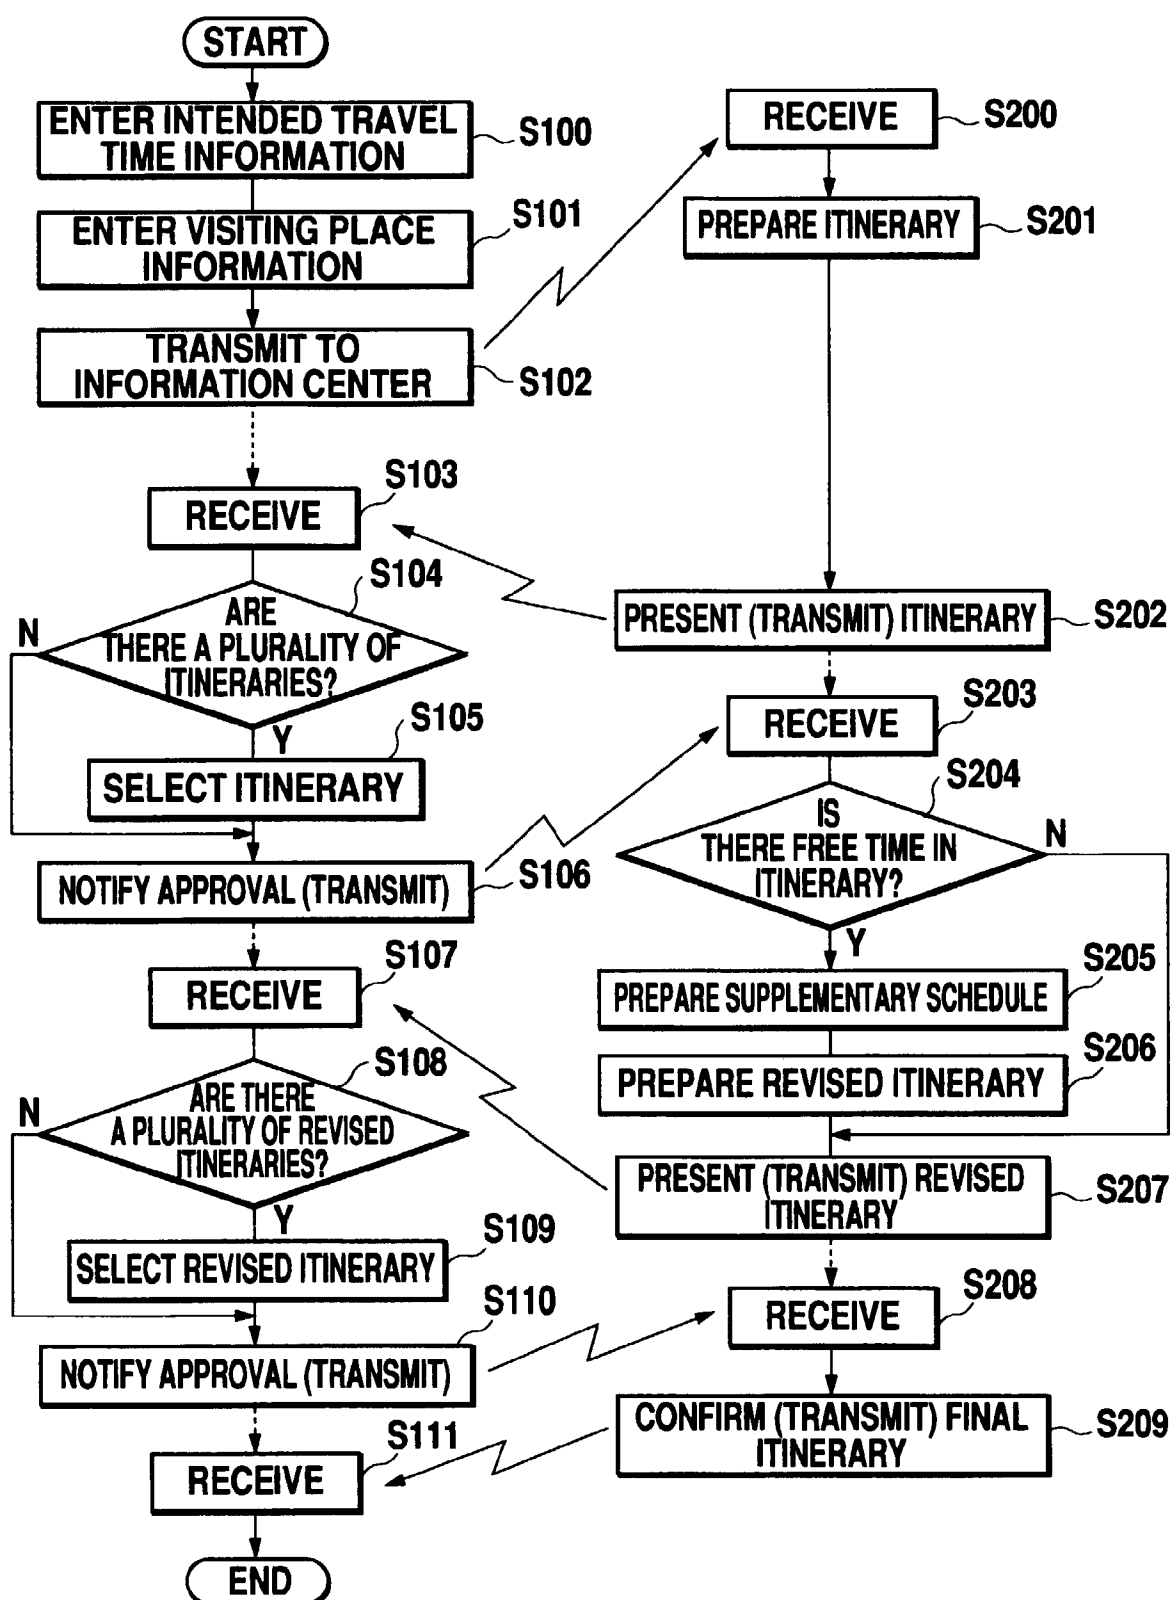 START
ENTER INTENDED TRAVEL
TIME INFORMATION
S100
ENTER VISITING PLACE
INFORMATION
S101
TRANSMIT TO
INFORMATION CENTER
S102
RECEIVE
S103
ARE
THERE A PLURALITY OF
ITINERARIES?
S104
N
Y
SELECT ITINERARY
S105
NOTIFY APPROVAL (TRANSMIT)
S106
RECEIVE
S107
ARE THERE
A PLURALITY OF REVISED
ITINERARIES?
S108
N
Y
SELECT REVISED ITINERARY
S109
NOTIFY APPROVAL (TRANSMIT)
S110
RECEIVE
S111
END
RECEIVE
S200
PREPARE ITINERARY
S201
PRESENT (TRANSMIT) ITINERARY
S202
RECEIVE
S203
IS
THERE FREE TIME IN
ITINERARY?
S204
N
Y
PREPARE SUPPLEMENTARY SCHEDULE
S205
PREPARE REVISED ITINERARY
S206
PRESENT (TRANSMIT) REVISED
ITINERARY
S207
RECEIVE
S208
CONFIRM (TRANSMIT) FINAL
ITINERARY
S209